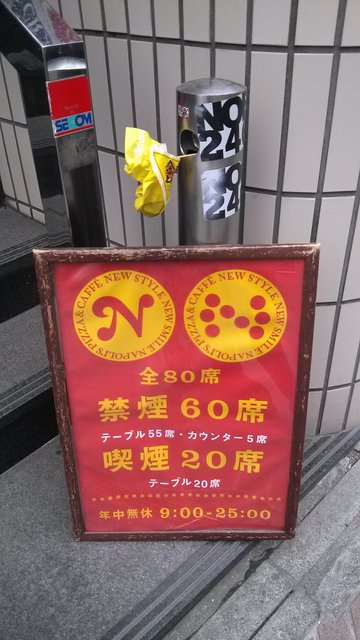 SECOM
NO
24
NO
24
NAPOLI'S PIZZA & CAFFE NEW STYLE NEW SMILE
N
NAPOLI'S PIZZA & CAFFE NEW STYLE NEW SMILE
全80席
禁煙60席
テーブル55席・カウンター5席
喫煙20席
テーブル20席
年中無休 9:00-25:00